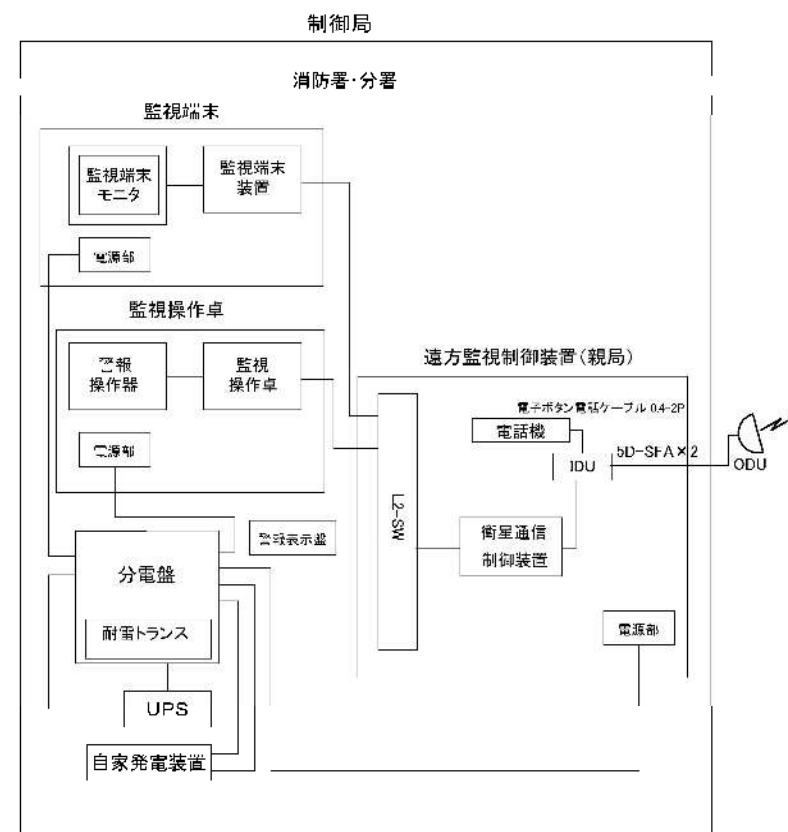 制御局
消防署・分署
監視端末
監視端末
モニタ
監視端末
装置
電源部
監視操作卓
警報
操作器
監視
操作卓
電源部
遠方監視制御装置（親局）
電子ボタン電話ケーブル 0.4-2P
電話機
5D-SFA×2
IDU
ODU
L2-SW
警報表示盤
衛星通信
制御装置
分電盤
耐雷トランス
電源部
UPS
自家発電装置